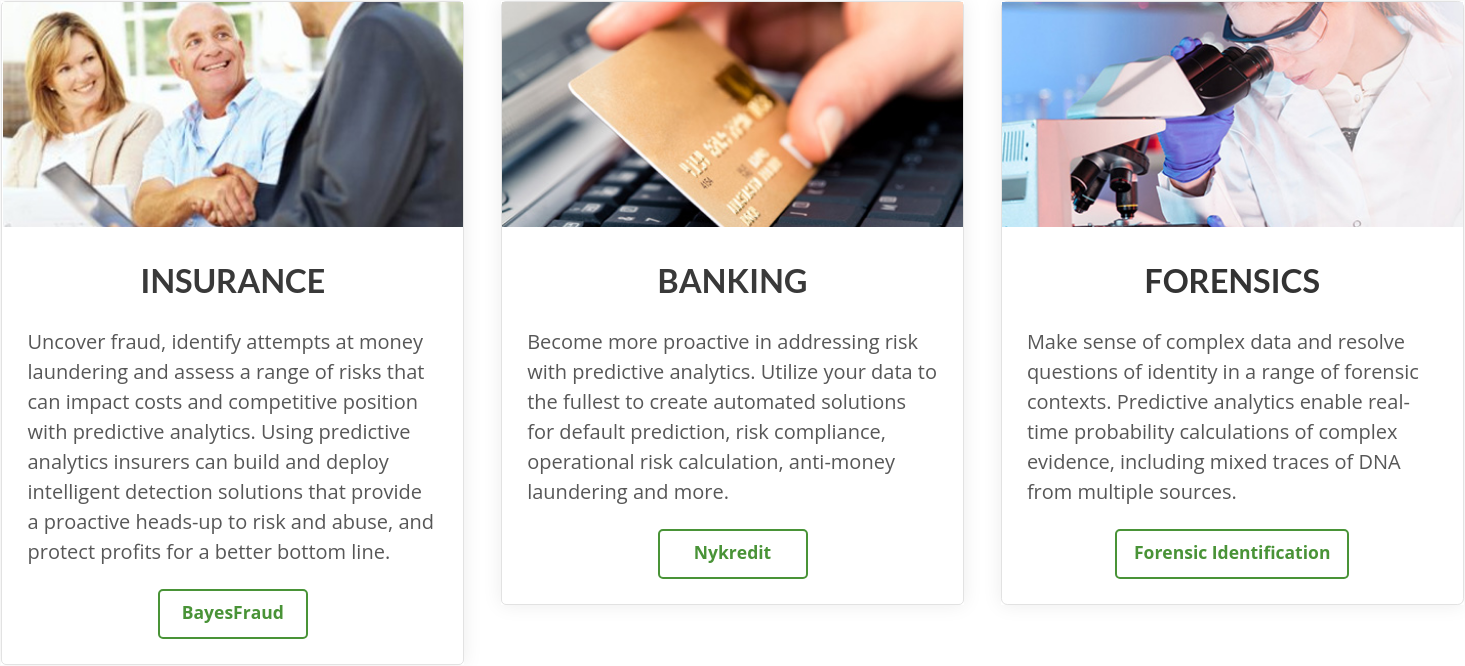 INSURANCE
Uncover fraud, identify attempts at money
laundering and assess a range of risks that
can impact costs and competitive position
with predictive analytics. Using predictive
analytics insurers can build and deploy
intelligent detection solutions that provide
a proactive heads-up to risk and abuse, and
protect profits for a better bottom line.
BayesFraud
BANKING
Become more proactive in addressing risk
with predictive analytics. Utilize your data to
the fullest to create automated solutions
for default prediction, risk compliance,
operational risk calculation, anti-money
laundering and more.
Nykredit
FORENSICS
Make sense of complex data and resolve
questions of identity in a range of forensic
contexts. Predictive analytics enable real-
time probability calculations of complex
evidence, including mixed traces of DNA
from multiple sources.
Forensic Identification